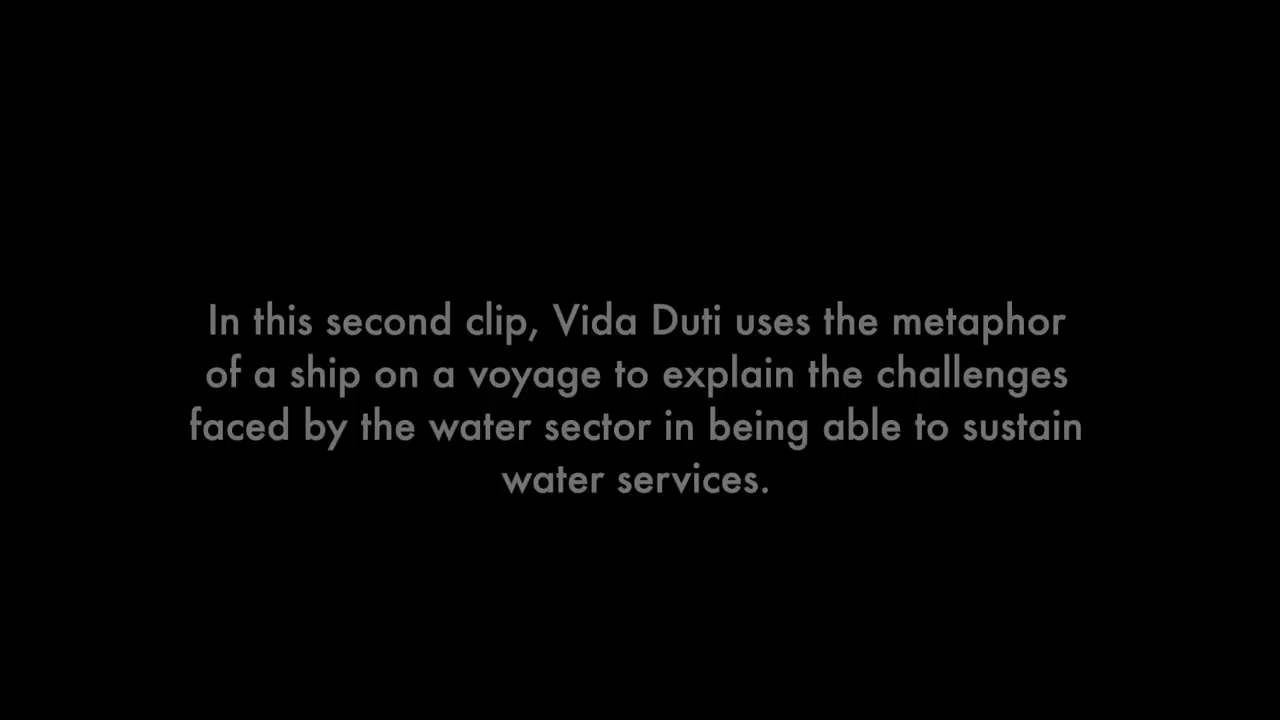 In this second clip, Vida Duti uses the metaphor
of a ship on a voyage to explain the challenges
faced by the water sector in being able to sustain
water services.